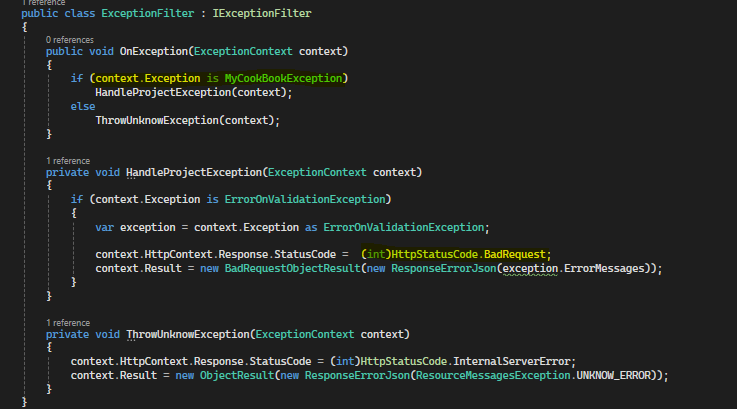 1 reference
public class ExceptionFilter : IExceptionFilter
{
0 references
public void OnException(ExceptionContext context)
{
if (context.Exception is MyCookBookException)
HandleProjectException(context);
else
ThrowUnknowException(context);
}
1 reference
private void HandleProjectException(ExceptionContext context)
{
if (context.Exception is ErrorOnValidationException)
{
var exception = context.Exception as ErrorOnValidationException;
context.HttpContext.Response.StatusCode = (int)HttpStatusCode.BadRequest;
context.Result = new BadRequestObjectResult(new ResponseErrorJson(exception.ErrorMessages));
}
}
1 reference
private void ThrowUnknowException(ExceptionContext context)
{
context.HttpContext.Response.StatusCode = (int)HttpStatusCode.InternalServerError;
context.Result = new ObjectResult(new ResponseErrorJson(ResourceMessagesException.UNKNOW_ERROR));
}
}